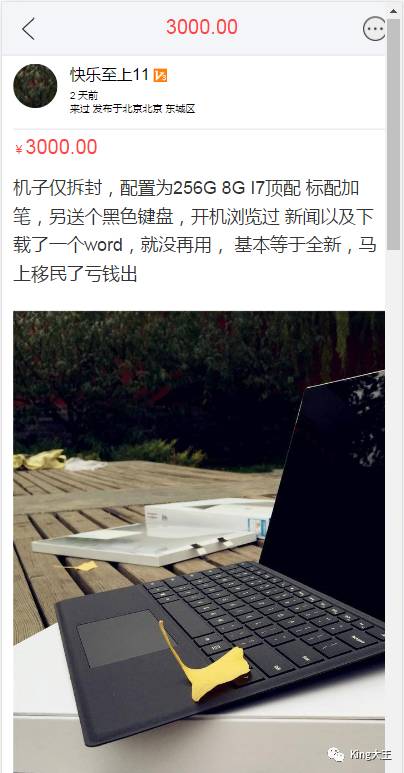 3000.00
快乐至上11 V5
2 天前
来过 发布于北京北京 东城区
¥3000.00
机子仅拆封，配置为256G 8G I7顶配 标配加
笔，另送个黑色键盘，开机浏览过 新闻以及下
载了一个word，就没再用， 基本等于全新，马
上移民了亏钱出
King大王